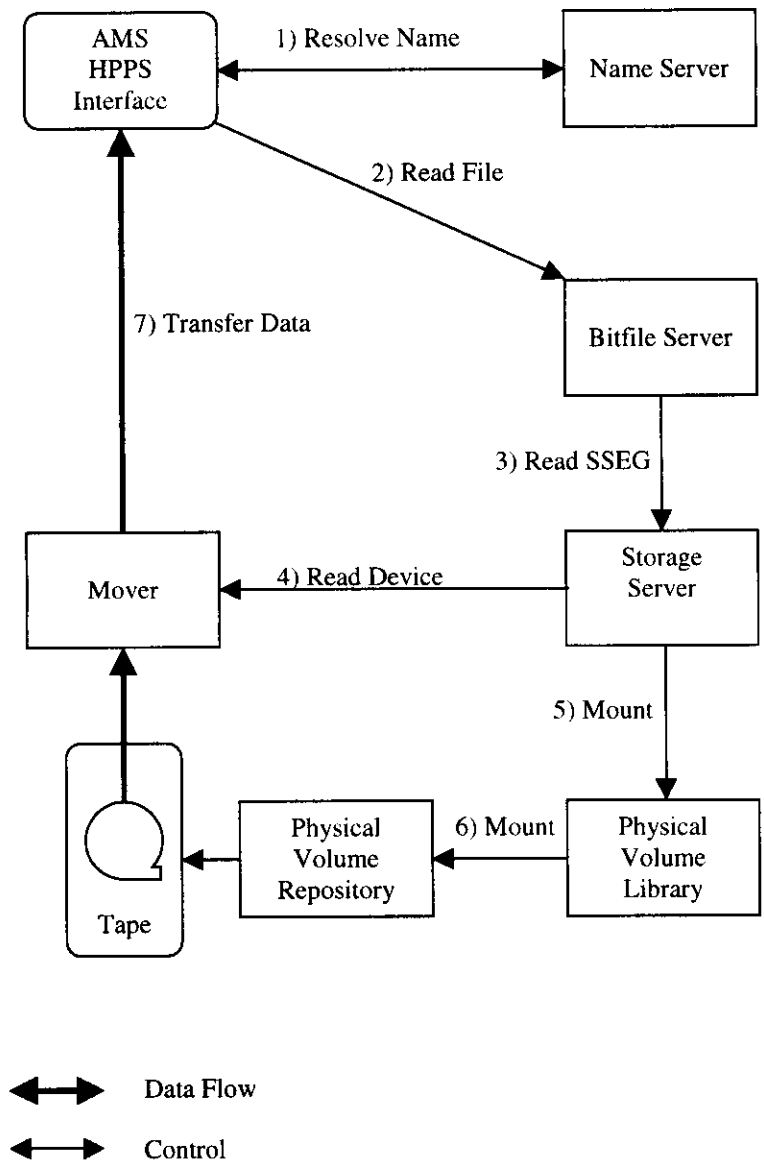 AMS
HPPS
Interface
1) Resolve Name
Name Server
2) Read File
7) Transfer Data
Bitfile Server
3) Read SSEG
Mover
4) Read Device
Storage
Server
5) Mount
Tape
Physical
Volume
Repository
6) Mount
Physical
Volume
Library
Data Flow
Control